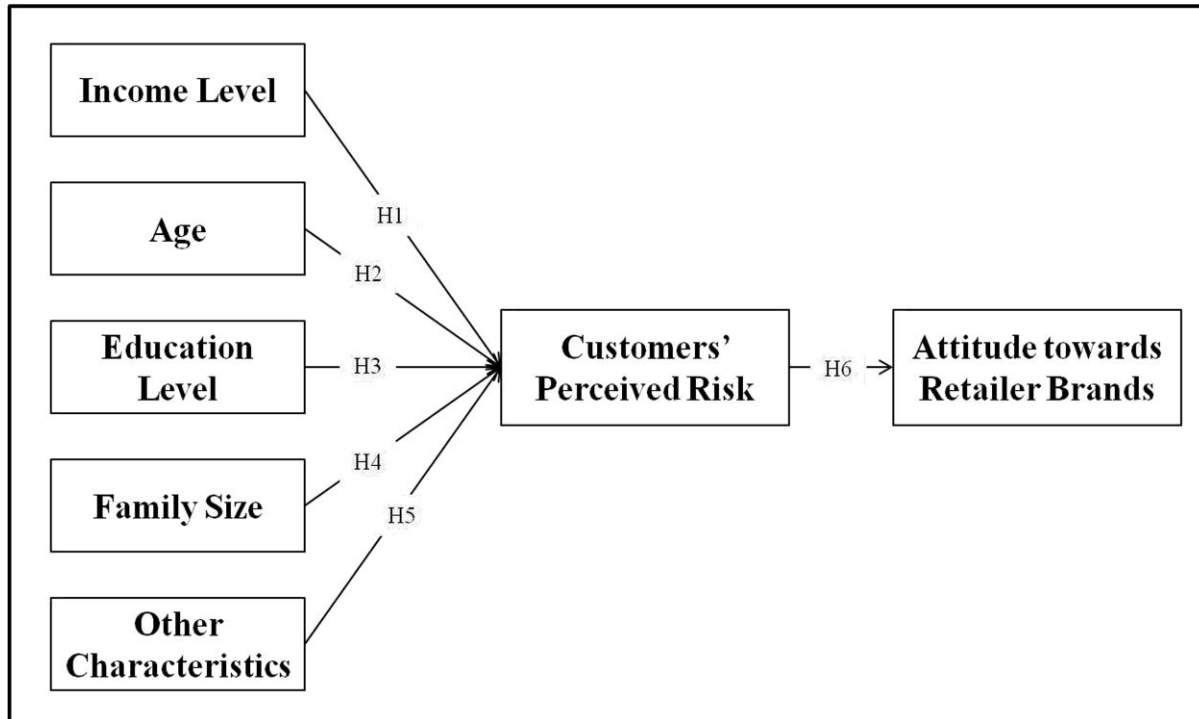 Income Level
H1
Age
H2
Education
Level
H3
Customers’
Perceived Risk
H6
Attitude towards
Retailer Brands
Family Size
H4
H5
Other
Characteristics